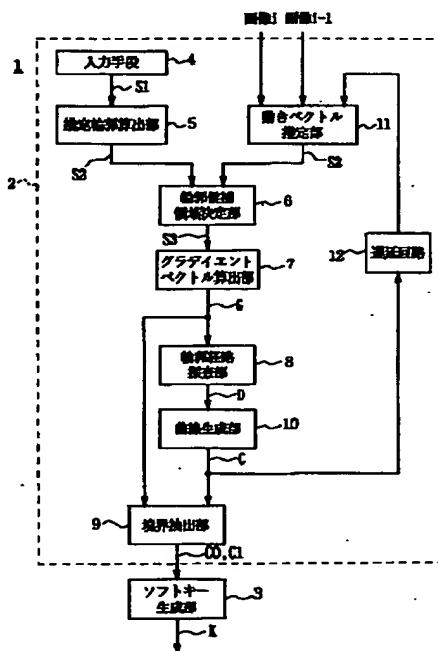 画像i 画像i-1
1
入力手段
4
S1
推定輪郭算出部
5
動きベクトル
推定部
11
S2
S2
2
輪郭候補
領域決定部
6
S3
グラディエント
ベクトル算出部
7
遅延回路
12
G
輪郭経路
探索部
8
D
曲線生成部
10
C
境界抽出部
9
C0,C1
ソフトキー
生成部
3
K